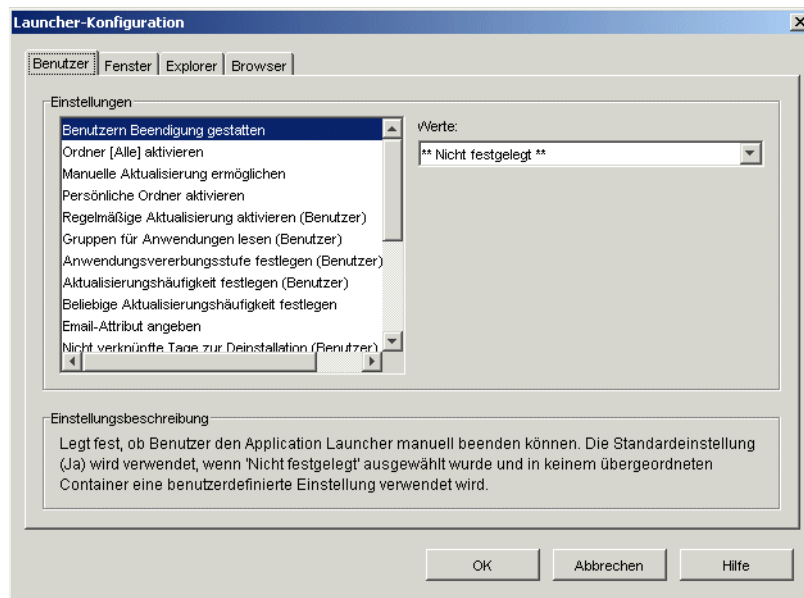 Launcher-Konfiguration
Benutzer Fenster Explorer Browser
Einstellungen
Benutzern Beendigung gestatten
Ordner [Alle] aktivieren
Manuelle Aktualisierung ermöglichen
Persönliche Ordner aktivieren
Regelmäßige Aktualisierung aktivieren (Benutzer)
Gruppen für Anwendungen lesen (Benutzer)
Anwendungsvererbungsstufe festlegen (Benutzer)
Aktualisierungshäufigkeit festlegen (Benutzer)
Beliebige Aktualisierungshäufigkeit festlegen
Email-Attribut angeben
Nicht verknüpfte Tage zur Deinstallation (Benutzer)
Werte:
** Nicht festgelegt **
Einstellungsbeschreibung
Legt fest, ob Benutzer den Application Launcher manuell beenden können. Die Standardeinstellung
(Ja) wird verwendet, wenn 'Nicht festgelegt' ausgewählt wurde und in keinem übergeordneten
Container eine benutzerdefinierte Einstellung verwendet wird.
OK Abbrechen Hilfe